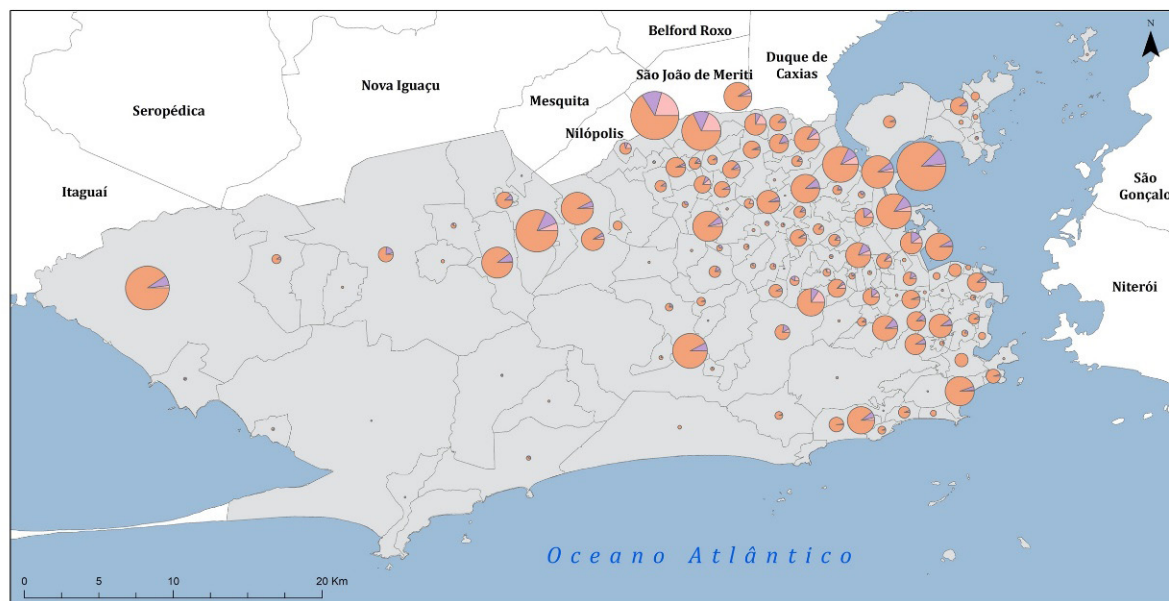 Belford Roxo
N
Duque de
Caxias
São João de Meriti
Nova Iguaçu
Mesquita
Seropédica
Nilópolis
Itaguaí
São
Gonçalo
Niterói
Oceano Atlântico
0 5 10 20 Km